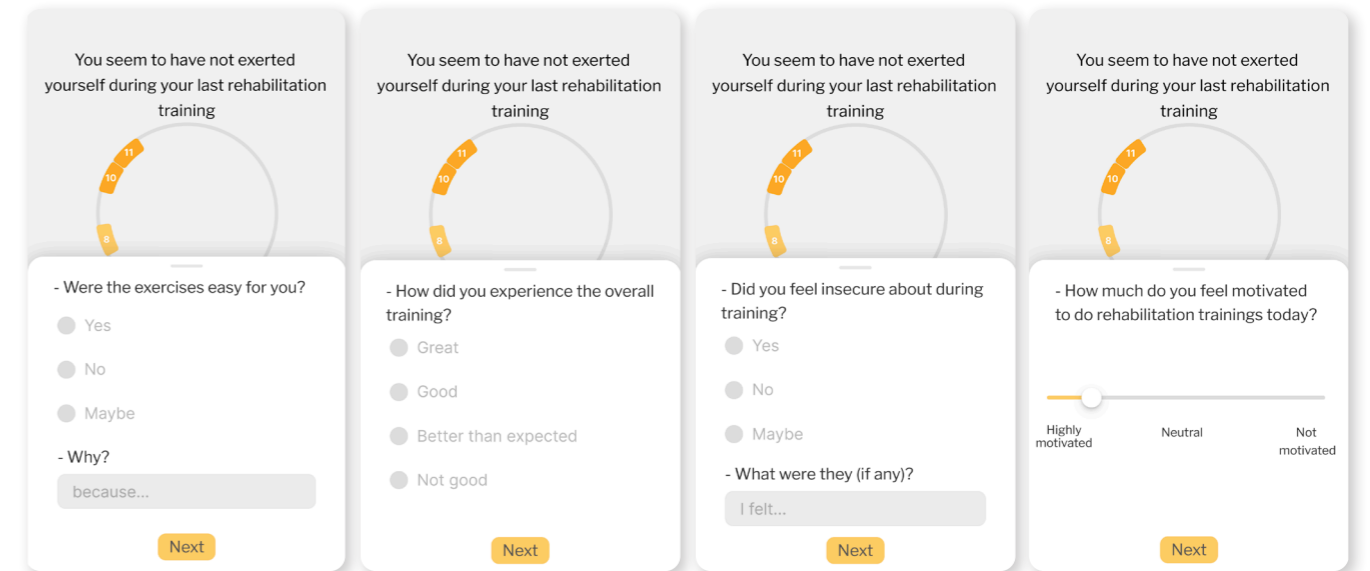 You seem to have not exerted
yourself during your last rehabilitation
training
11
10
8
- Were the exercises easy for you?
Yes
No
Maybe
- Why?
because...
Next
You seem to have not exerted
yourself during your last rehabilitation
training
11
10
8
- How did you experience the overall
training?
Great
Good
Better than expected
Not good
Next
You seem to have not exerted
yourself during your last rehabilitation
training
11
10
8
- Did you feel insecure about during
training?
Yes
No
Maybe
- What were they (if any)?
I felt...
Next
You seem to have not exerted
yourself during your last rehabilitation
training
11
10
8
- How much do you feel motivated
to do rehabilitation trainings today?
Highly
motivated
Neutral
Not
motivated
Next